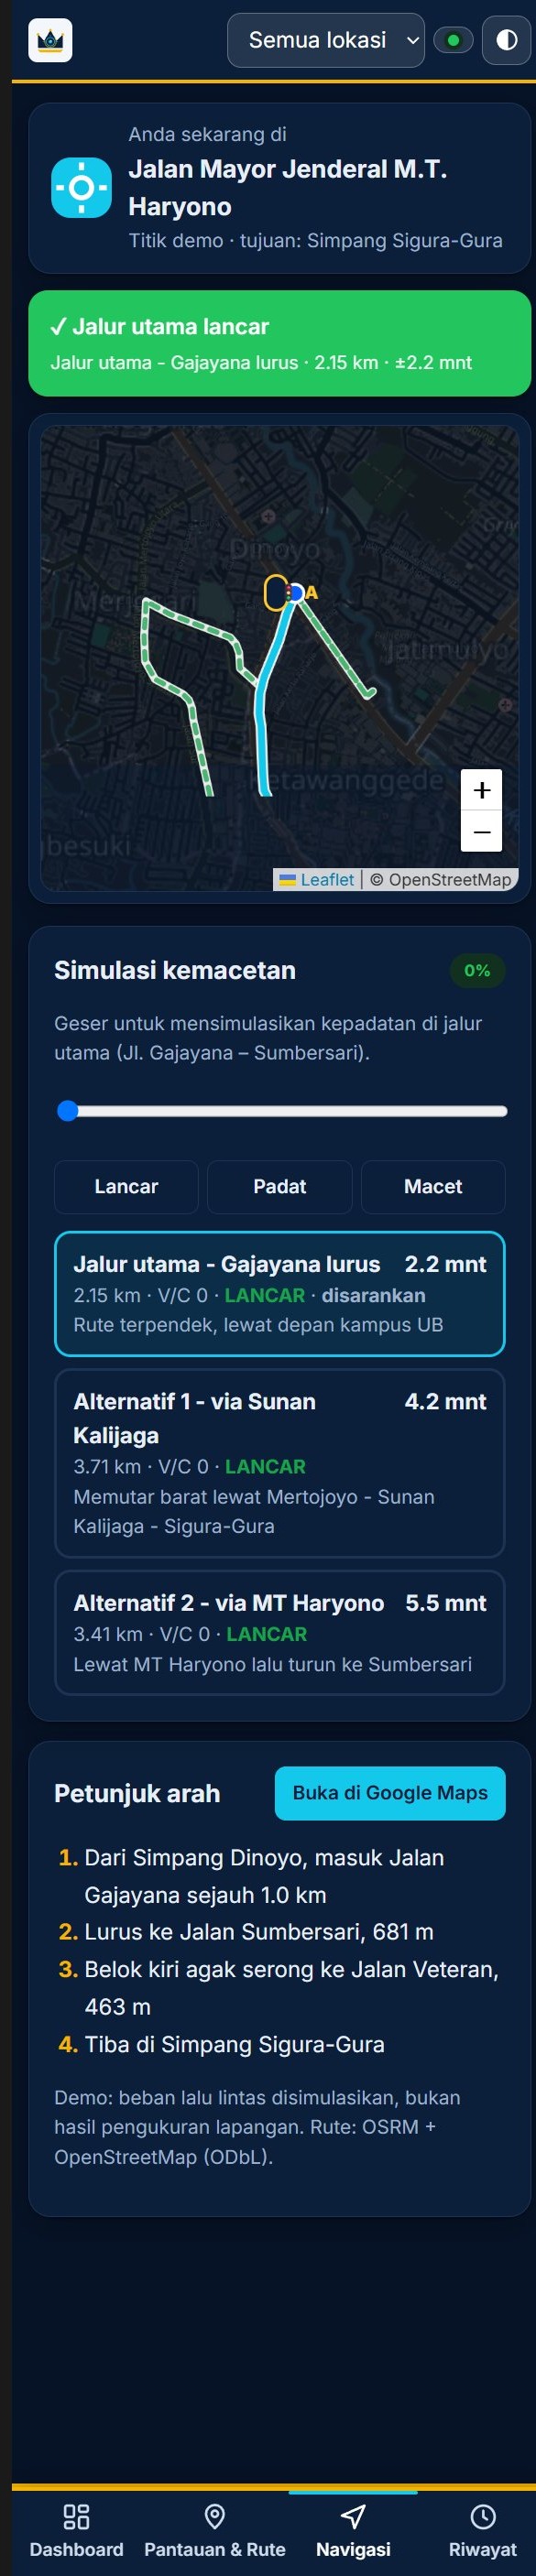 Semua lokasi
Anda sekarang di
Jalan Mayor Jenderal M.T.
Haryono
Titik demo · tujuan: Simpang Sigura-Gura
✓ Jalur utama lancar
Jalur utama - Gajayana lurus · 2.15 km · ±2.2 mnt
Dinoyo
A
Jatimulyo
Ketawanggede
+
−
Leaflet | © OpenStreetMap
Simulasi kemacetan
0%
Geser untuk mensimulasikan kepadatan di jalur
utama (Jl. Gajayana – Sumbersari).
Lancar
Padat
Macet
Jalur utama - Gajayana lurus 2.2 mnt
2.15 km · V/C 0 · LANCAR · disarankan
Rute terpendek, lewat depan kampus UB
Alternatif 1 - via Sunan 4.2 mnt
Kalijaga
3.71 km · V/C 0 · LANCAR
Memutar barat lewat Mertojoyo - Sunan
Kalijaga - Sigura-Gura
Alternatif 2 - via MT Haryono 5.5 mnt
3.41 km · V/C 0 · LANCAR
Lewat MT Haryono lalu turun ke Sumbersari
Petunjuk arah
Buka di Google Maps
1. Dari Simpang Dinoyo, masuk Jalan
Gajayana sejauh 1.0 km
2. Lurus ke Jalan Sumbersari, 681 m
3. Belok kiri agak serong ke Jalan Veteran,
463 m
4. Tiba di Simpang Sigura-Gura
Demo: beban lalu lintas disimulasikan, bukan
hasil pengukuran lapangan. Rute: OSRM +
OpenStreetMap (ODbL).
Dashboard
Pantauan & Rute
Navigasi
Riwayat